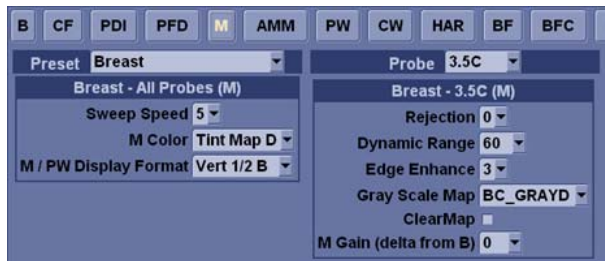 B CF PDI PFD M AMM PW CW HAR BF BFC
Preset Breast
Breast - All Probes (M)
Sweep Speed 5
M Color Tint Map D
M / PW Display Format Vert 1/2 B
Probe 3.5C
Breast - 3.5C (M)
Rejection 0
Dynamic Range 60
Edge Enhance 3
Gray Scale Map BC_GRAYD
ClearMap
M Gain (delta from B) 0